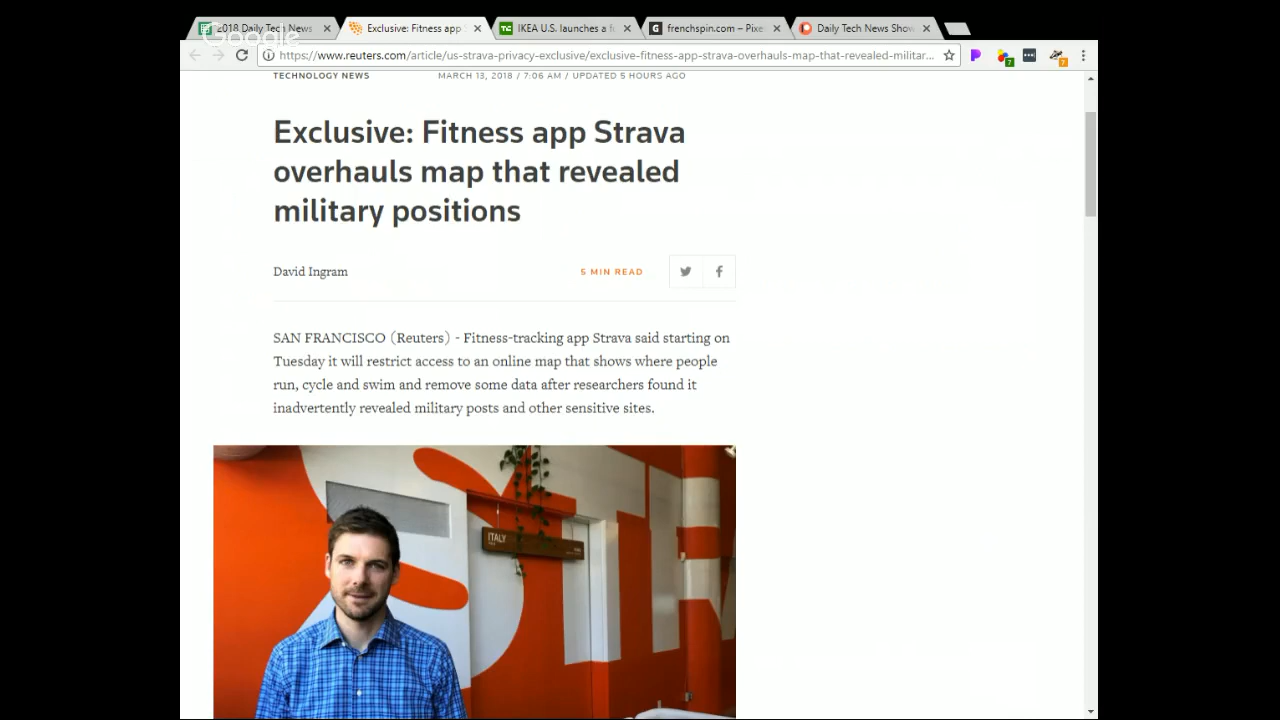 2018 Daily Tech News
Exclusive: Fitness app
IKEA U.S. launches a f
frenchspin.com – Pixe
Daily Tech News Show
Google
https://www.reuters.com/article/us-strava-privacy-exclusive/exclusive-fitness-app-strava-overhauls-map-that-revealed-militar...
TECHNOLOGY NEWS
MARCH 13, 2018 / 7:06 AM / UPDATED 5 HOURS AGO
Exclusive: Fitness app Strava
overhauls map that revealed
military positions
David Ingram
5 MIN READ
SAN FRANCISCO (Reuters) - Fitness-tracking app Strava said starting on
Tuesday it will restrict access to an online map that shows where people
run, cycle and swim and remove some data after researchers found it
inadvertently revealed military posts and other sensitive sites.
ITALY